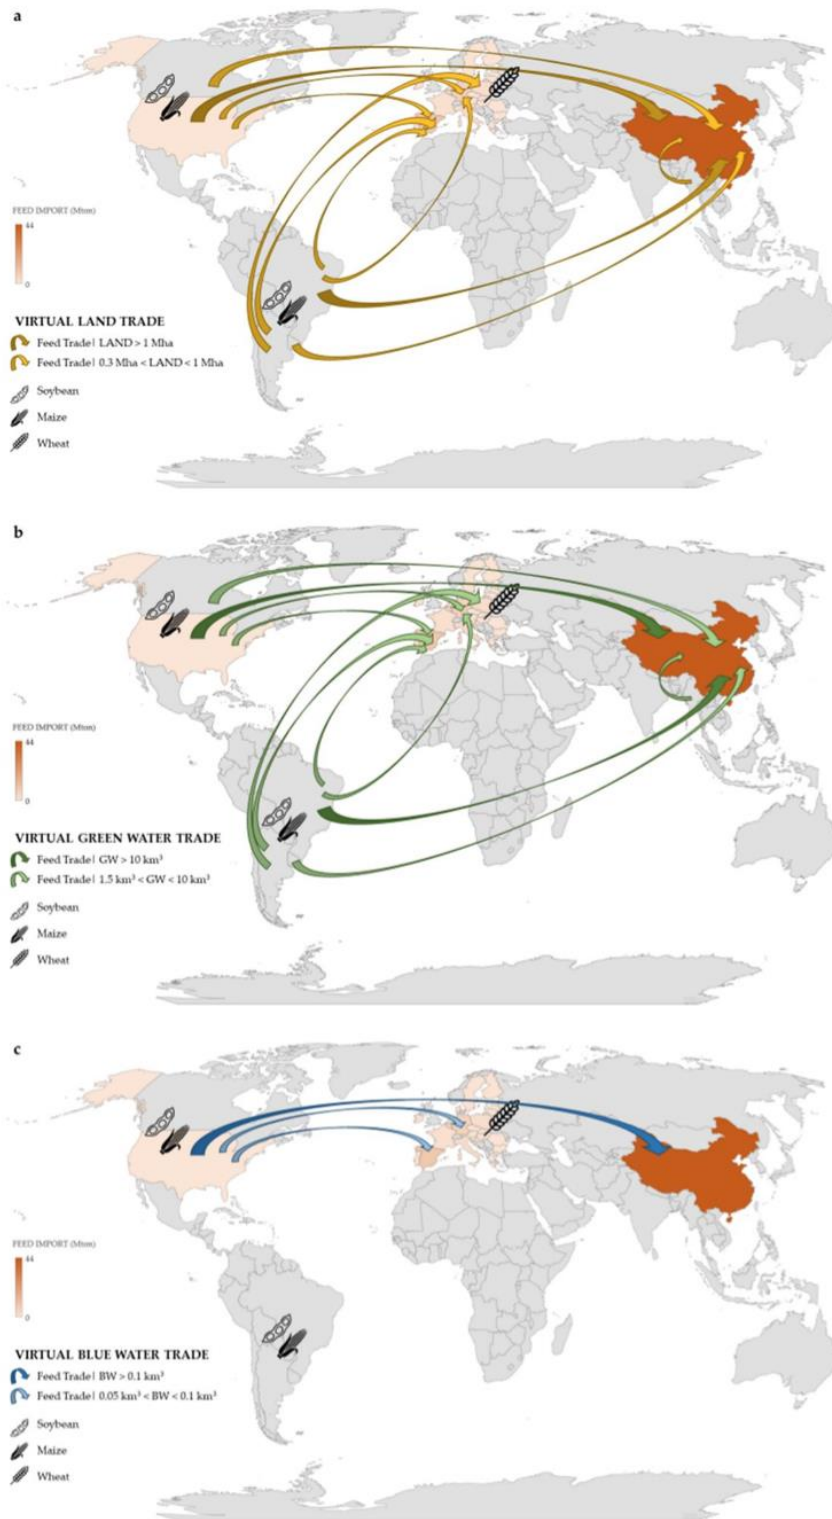 a
FEED IMPORT (Mton)
44
0
VIRTUAL LAND TRADE
Feed Trade| LAND > 1 Mha
Feed Trade| 0.3 Mha < LAND < 1 Mha
Soybean
Maize
Wheat
b
FEED IMPORT (Mton)
44
0
VIRTUAL GREEN WATER TRADE
Feed Trade| GW > 10 km³
Feed Trade| 1.5 km³ < GW < 10 km³
Soybean
Maize
Wheat
c
FEED IMPORT (Mton)
44
0
VIRTUAL BLUE WATER TRADE
Feed Trade| BW > 0.1 km³
Feed Trade| 0.05 km³ < BW < 0.1 km³
Soybean
Maize
Wheat